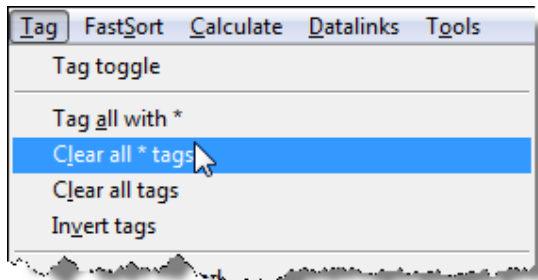 Tag FastSort Calculate Datalinks Tools
Tag toggle
Tag all with *
Clear all * tags
Clear all tags
Invert tags